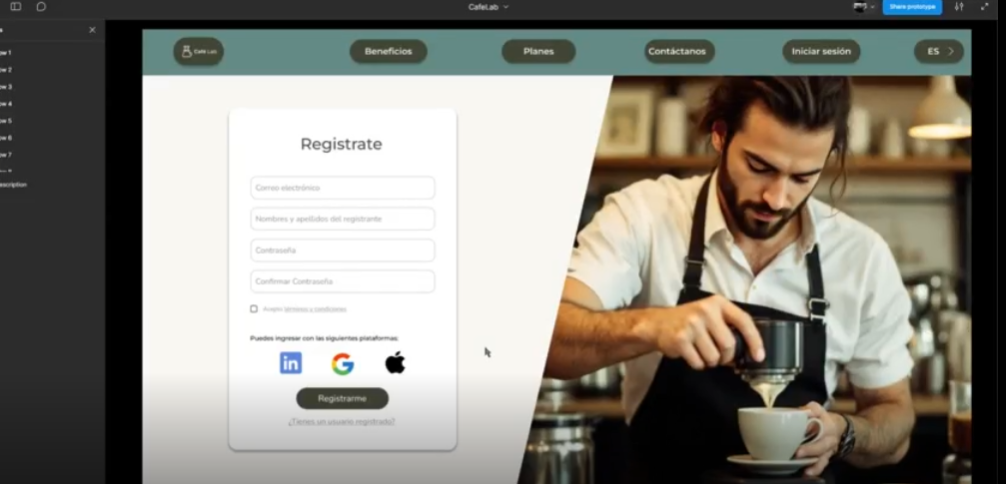 CafeLab
Share prototype
ow 1
ow 2
ow 3
ow 4
ow 5
ow 6
ow 7
escription
Café Lab
Beneficios
Planes
Contáctanos
Iniciar sesión
ES
Registrate
Correo electrónico
Nombres y apellidos del registrante
Contraseña
Confirmar Contraseña
Acepto términos y condiciones
Puedes ingresar con las siguientes plataformas:
in
G
Registrarme
¿Tienes un usuario registrado?